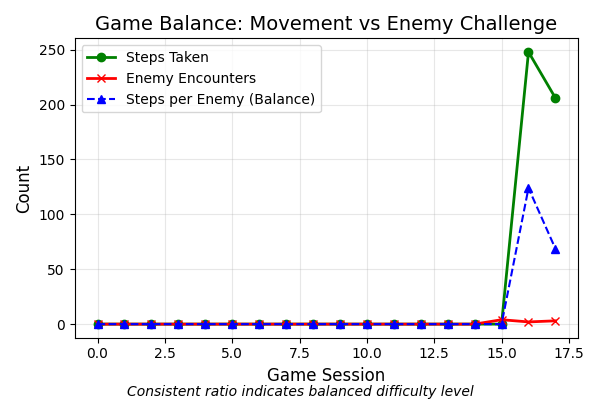 Game Balance: Movement vs Enemy Challenge
Steps Taken
Enemy Encounters
Steps per Enemy (Balance)
250
200
150
100
50
0
Count
0.0 2.5 5.0 7.5 10.0 12.5 15.0 17.5
Game Session
Consistent ratio indicates balanced difficulty level